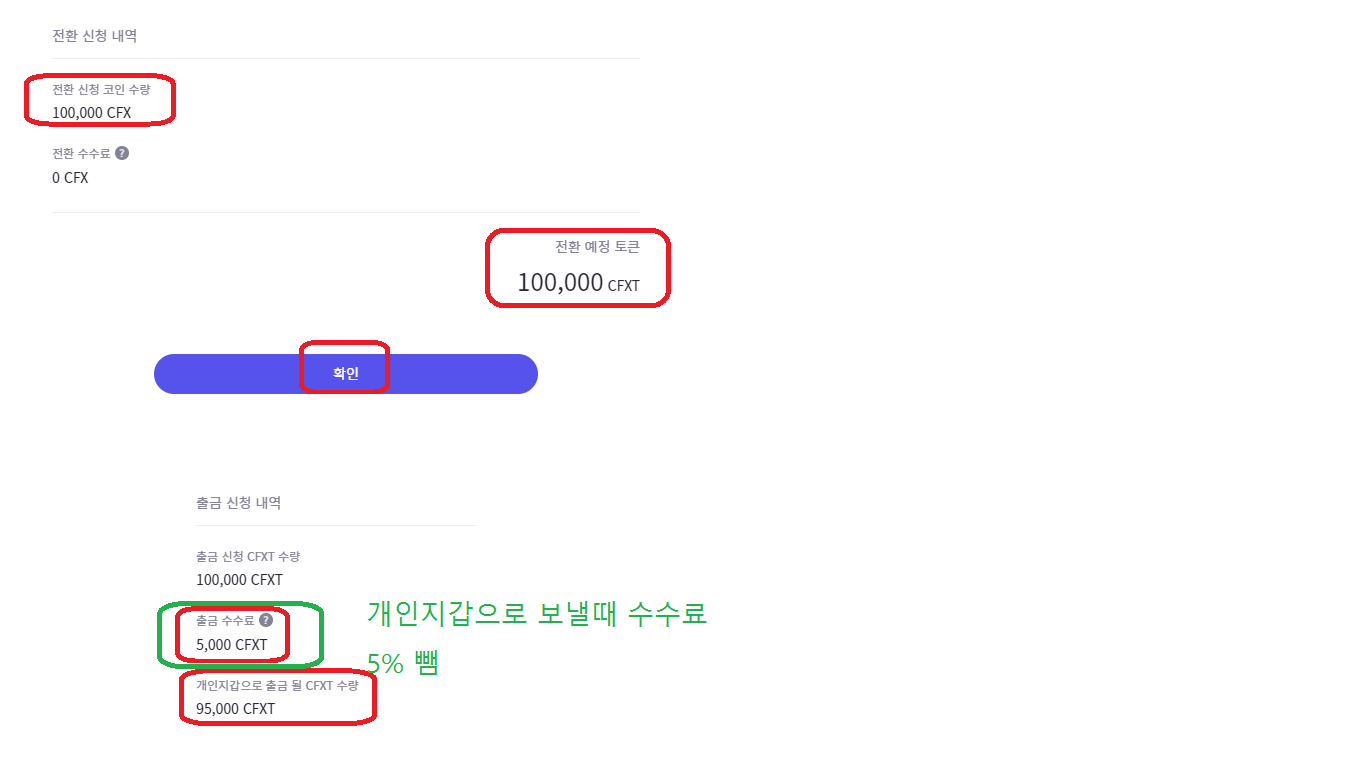 전환 신청 내역
전환 신청 코인 수량
100,000 CFX
전환 수수료 ?
0 CFX
전환 예정 토큰
100,000 CFXT
확인
출금 신청 내역
출금 신청 CFXT 수량
100,000 CFXT
출금 수수료 ?
5,000 CFXT
개인지갑으로 보낼때 수수료
5% 뺌
개인지갑으로 출금 될 CFXT 수량
95,000 CFXT